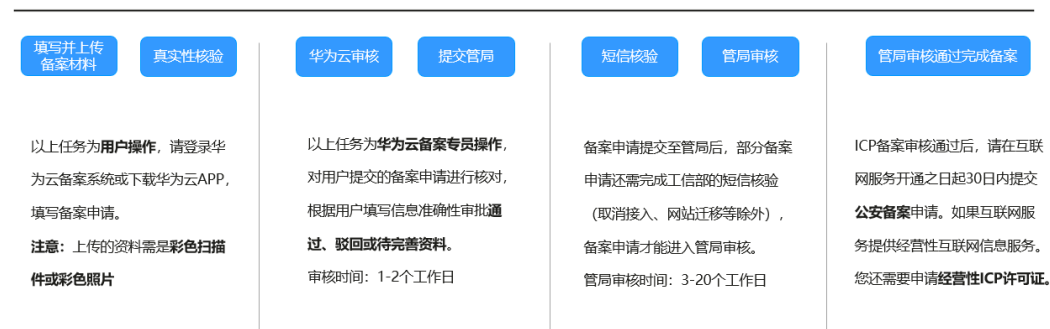 填写并上传
备案材料
真实性核验
华为云审核
提交管局
短信核验
管局审核
管局审核通过完成备案
以上任务为用户操作，请登录华
为云备案系统或下载华为云APP，
填写备案申请。
注意：上传的资料需是彩色扫描
件或彩色照片
以上任务为华为云备案专员操作，
对用户提交的备案申请进行核对，
根据用户填写信息准确性审批通
过、驳回或待完善资料。
审核时间：1-2个工作日
备案申请提交至管局后，部分备案
申请还需完成工信部的短信核验
（取消接入、网站迁移等除外），
备案申请才能进入管局审核。
管局审核时间：3-20个工作日
ICP备案审核通过后，请在互联
网服务开通之日起30日内提交
公安备案申请。如果互联网服
务提供经营性互联网信息服务。
您还需要申请经营性ICP许可证。